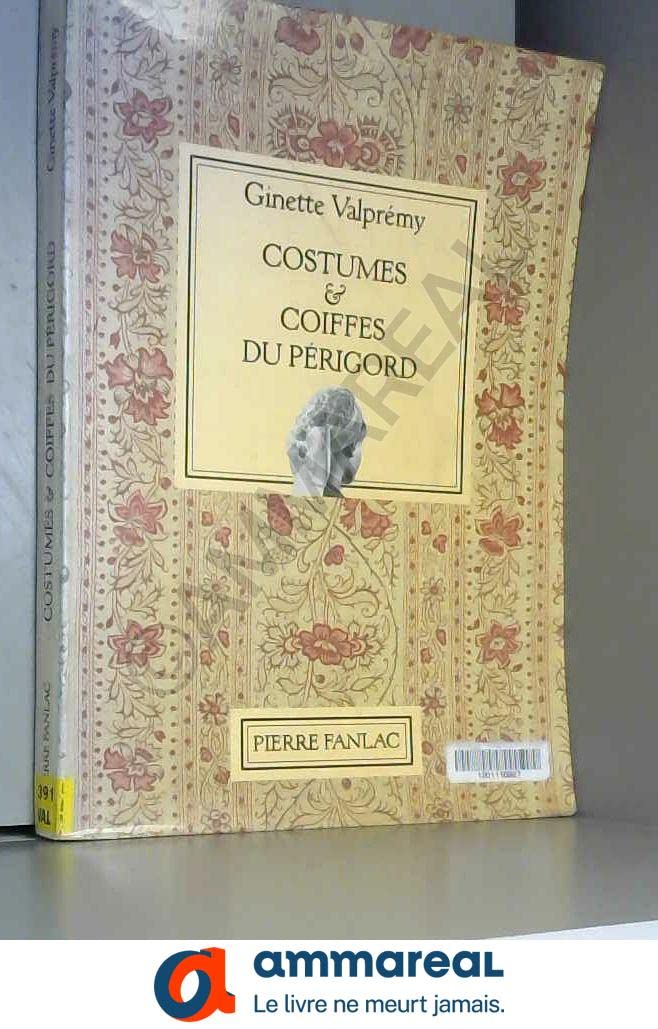 Ginette Valprémy
COSTUMES
&
COIFFES
DU PÉRIGORD
PIERRE FANLAC
Ginette Valprémy
COSTUMES & COIFFES DU PÉRIGORD
PIERRE FANLAC
391
VAL
©AMMAREAL
ammareal
Le livre ne meurt jamais.